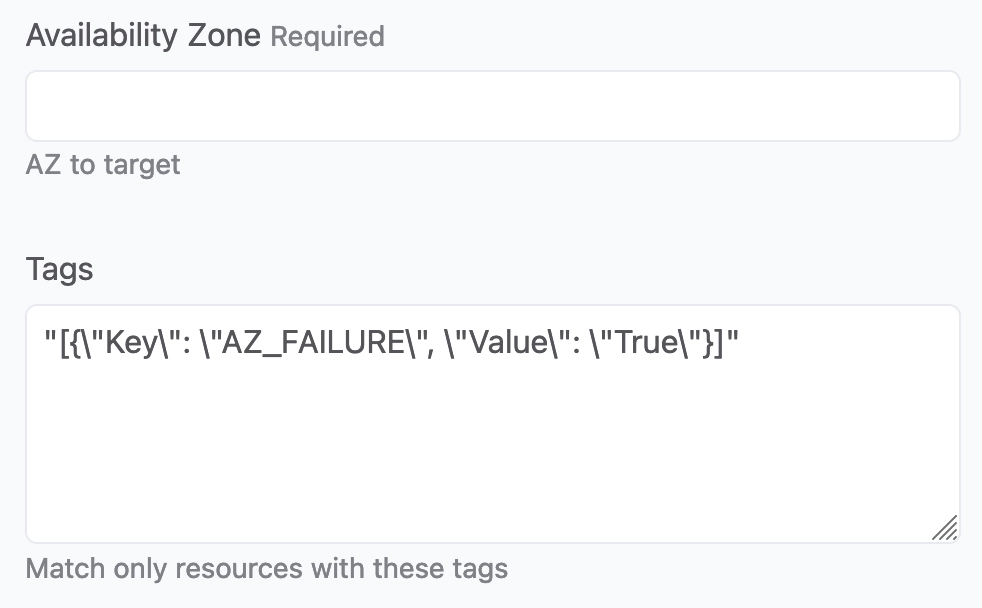 Availability Zone Required
AZ to target
Tags
"[{\"Key\": \"AZ_FAILURE\", \"Value\": \"True\"}]"
Match only resources with these tags